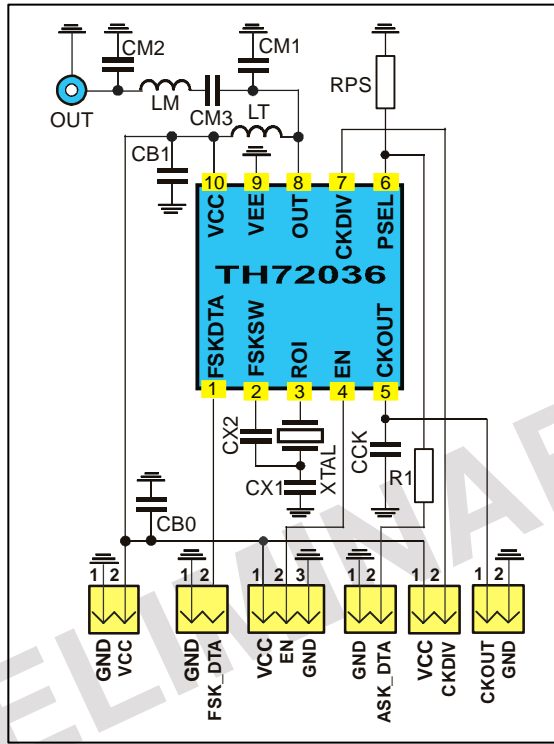 CM2
CM1
RPS
LM
CM3
LT
OUT
CB1
10 9 8 7 6
VCC VEE OUT CKDIV PSEL
TH72036
FSKDTA FSKSW ROI EN CKOUT
1 2 3 4 5
CX2
CX1
XTAL
CCK
R1
CB0
1 2 1 2 1 2 3 1 2 1 2 1 2
GND VCC
GND FSK_DTA
VCC EN GND
GND ASK_DTA
VCC CKDIV
CKOUT GND
ELIMINAR